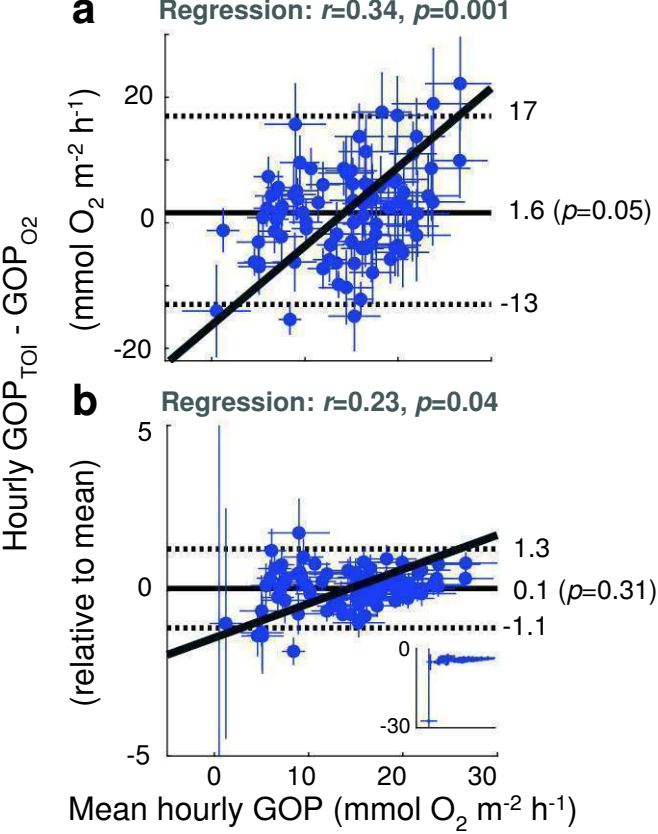 a
Regression: r=0.34, p=0.001
Hourly GOP_TOI - GOP_O2
(mmol O₂ m⁻² h⁻¹)
20
0
-20
17
1.6 (p=0.05)
-13
b
Regression: r=0.23, p=0.04
(relative to mean)
5
0
-5
1.3
0.1 (p=0.31)
-1.1
0
-30
0 10 20 30
Mean hourly GOP (mmol O₂ m⁻² h⁻¹)